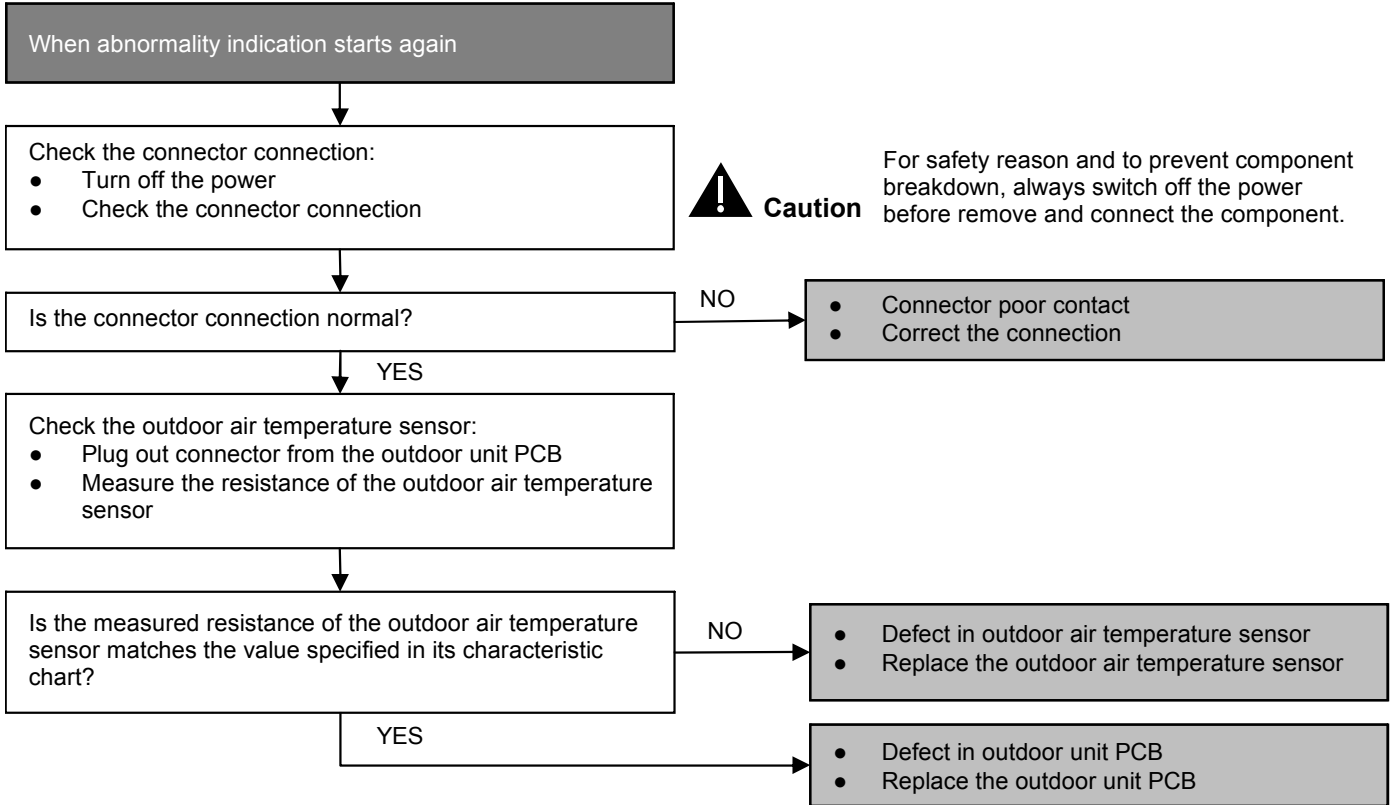 When abnormality indication starts again
Check the connector connection:
● Turn off the power
● Check the connector connection
Caution
For safety reason and to prevent component
breakdown, always switch off the power
before remove and connect the component.
Is the connector connection normal?
NO
● Connector poor contact
● Correct the connection
YES
Check the outdoor air temperature sensor:
● Plug out connector from the outdoor unit PCB
● Measure the resistance of the outdoor air temperature
sensor
Is the measured resistance of the outdoor air temperature
sensor matches the value specified in its characteristic
chart?
NO
● Defect in outdoor air temperature sensor
● Replace the outdoor air temperature sensor
YES
● Defect in outdoor unit PCB
● Replace the outdoor unit PCB